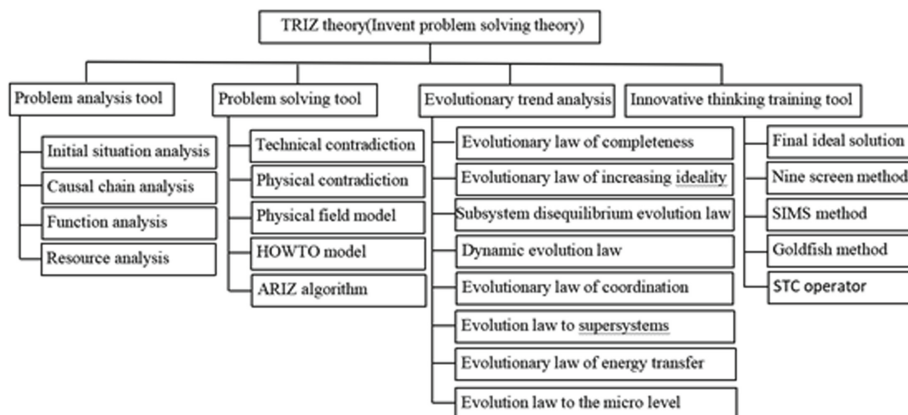 TRIZ theory(Invent problem solving theory)
Problem analysis tool
Initial situation analysis
Causal chain analysis
Function analysis
Resource analysis
Problem solving tool
Technical contradiction
Physical contradiction
Physical field model
HOWTO model
ARIZ algorithm
Evolutionary trend analysis
Evolutionary law of completeness
Evolutionary law of increasing ideality
Subsystem disequilibrium evolution law
Dynamic evolution law
Evolutionary law of coordination
Evolution law to supersystems
Evolutionary law of energy transfer
Evolution law to the micro level
Innovative thinking training tool
Final ideal solution
Nine screen method
SIMS method
Goldfish method
STC operator